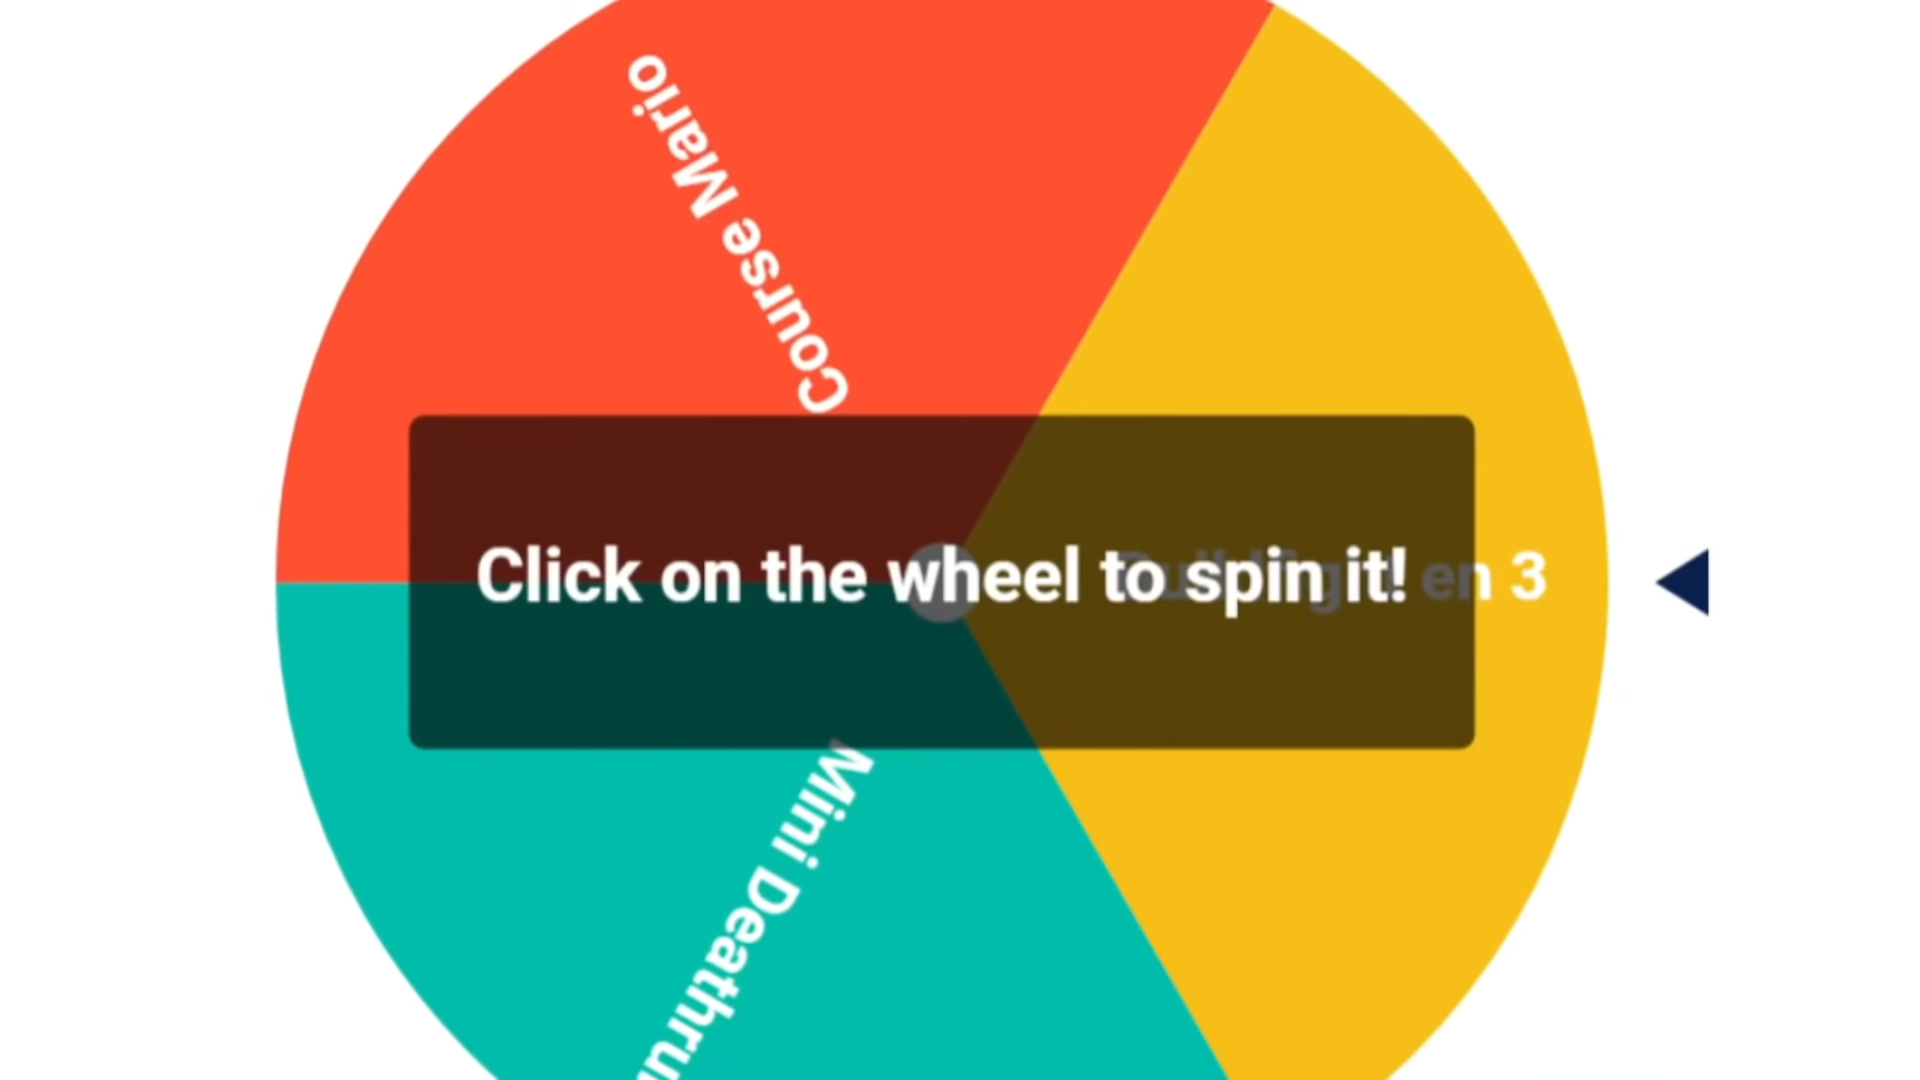 Course Mario
Click on the wheel to spin it!
en 3
Mini Deathru